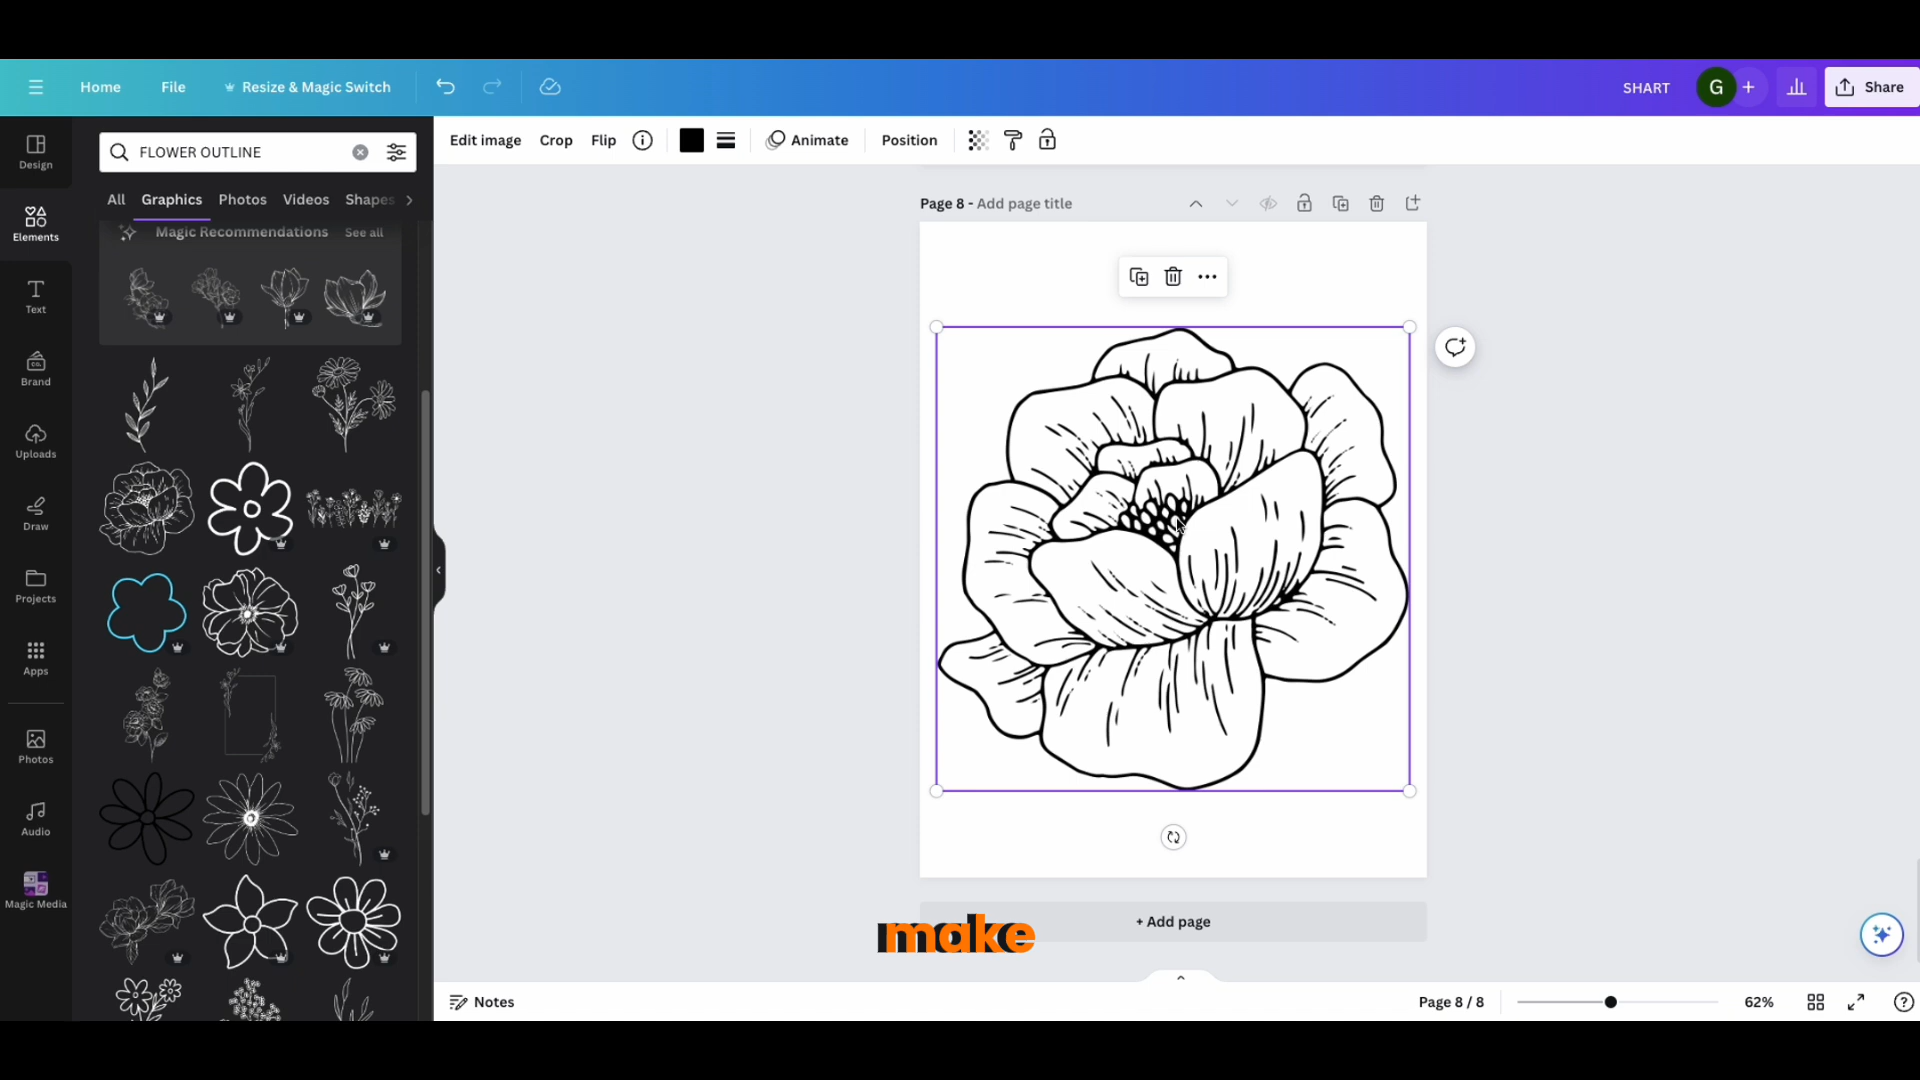 Home File Resize & Magic Switch SHART G Share
Design
Elements
Text
Brand
Uploads
Draw
Projects
Apps
Photos
Audio
Magic Media
FLOWER OUTLINE
All Graphics Photos Videos Shapes
Magic Recommendations See all
Edit image Crop Flip Animate Position
Page 8 - Add page title
+ Add page
make
Notes Page 8 / 8 62%